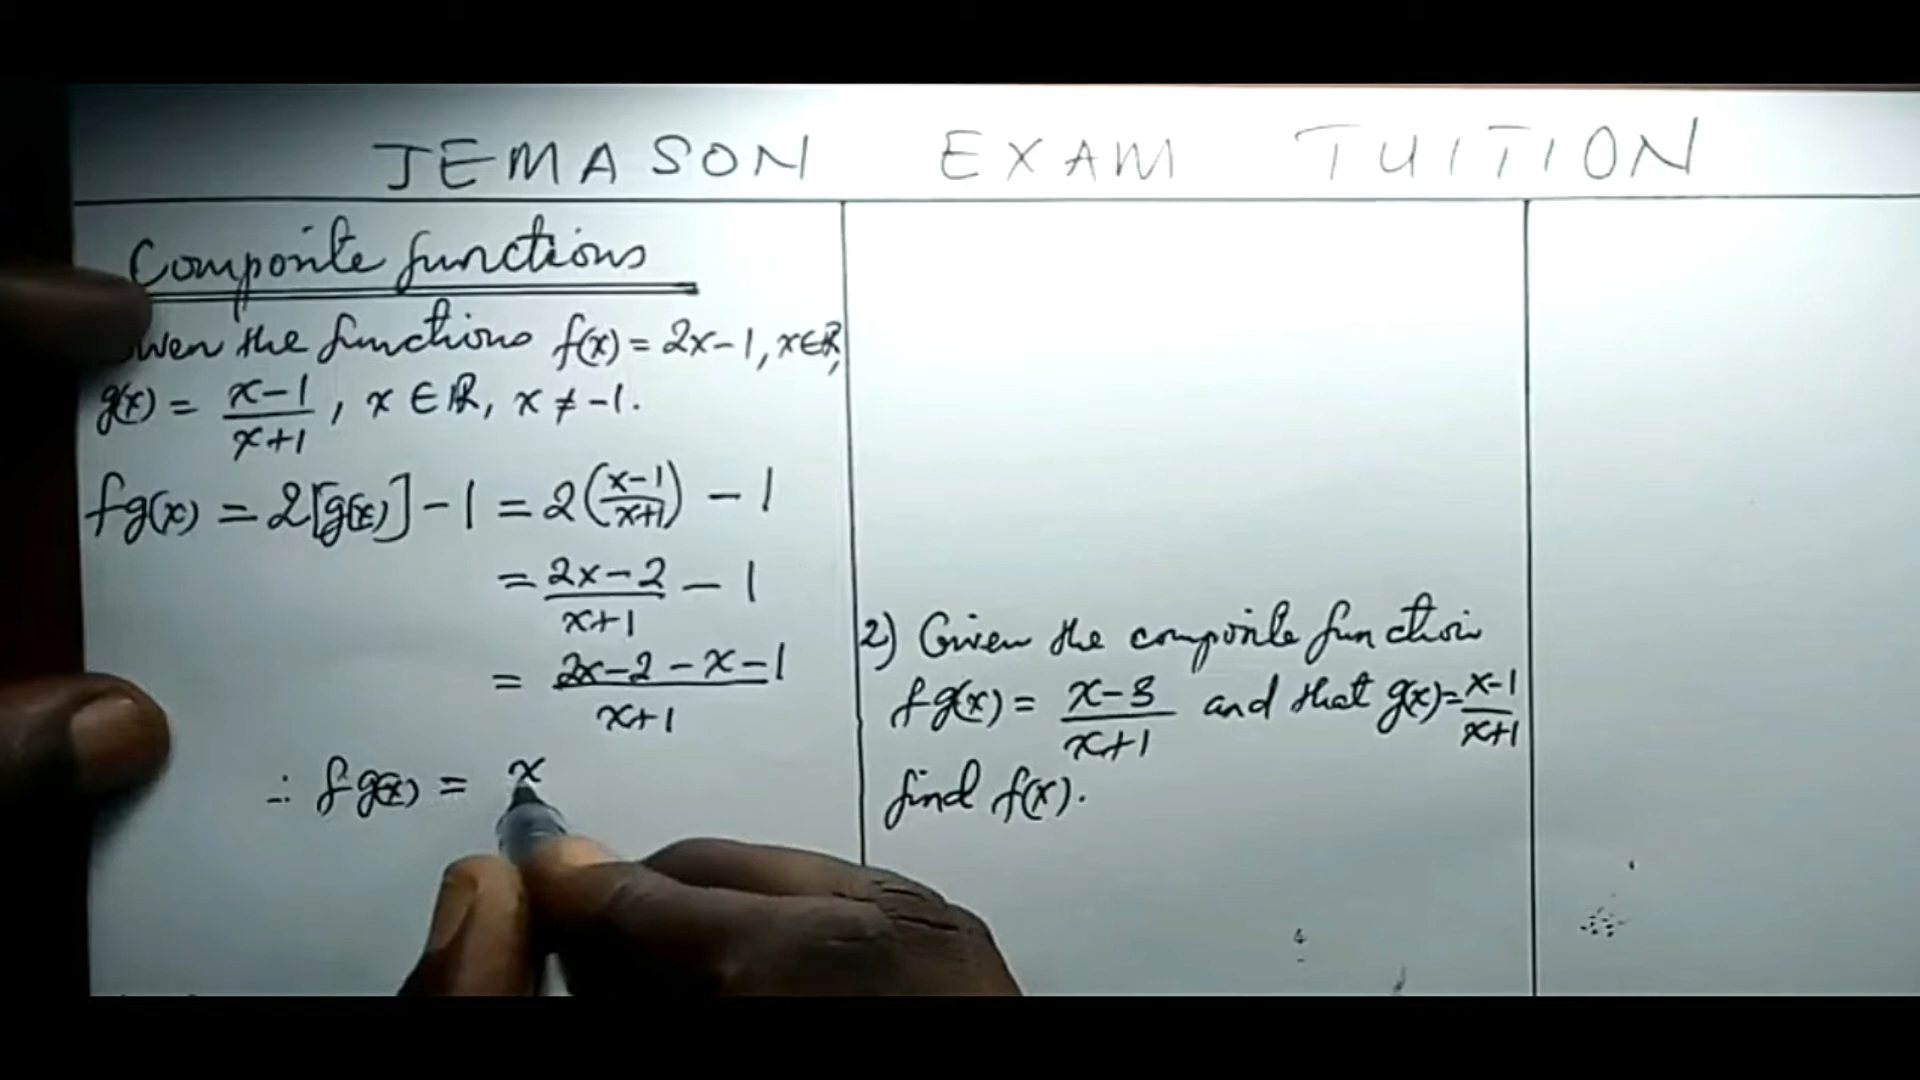 JEMASON EXAM TUITION
Composite functions
the functions f(x) = 2x-1, x∈ℝ,
g(x) = x-1/x+1, x ∈ ℝ, x ≠ -1.
fg(x) = 2[g(x)] - 1 = 2(x-1/x+1) - 1
= 2x-2/x+1 - 1
= 2x-2-x-1/x+1
∴ fg(x) = x
2) Given the composite function
fg(x) = x-3/x+1 and that g(x)=x-1/x+1
find f(x).